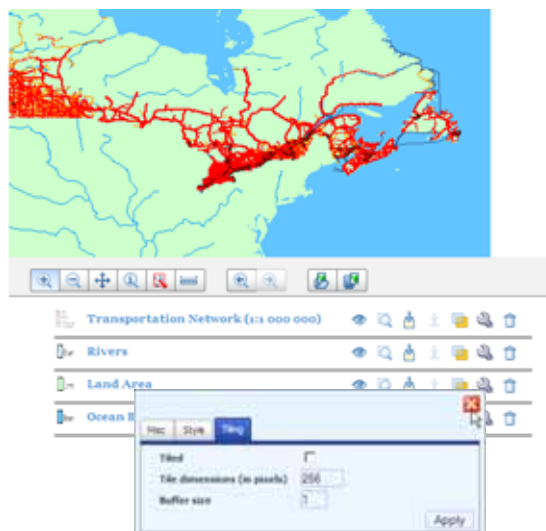 Transportation Network (1:1 000 000)
Rivers
Land Area
Ocean
Misc Style Tiling
Tiled
Tile dimensions (in pixels) 256
Buffer size 1
Apply